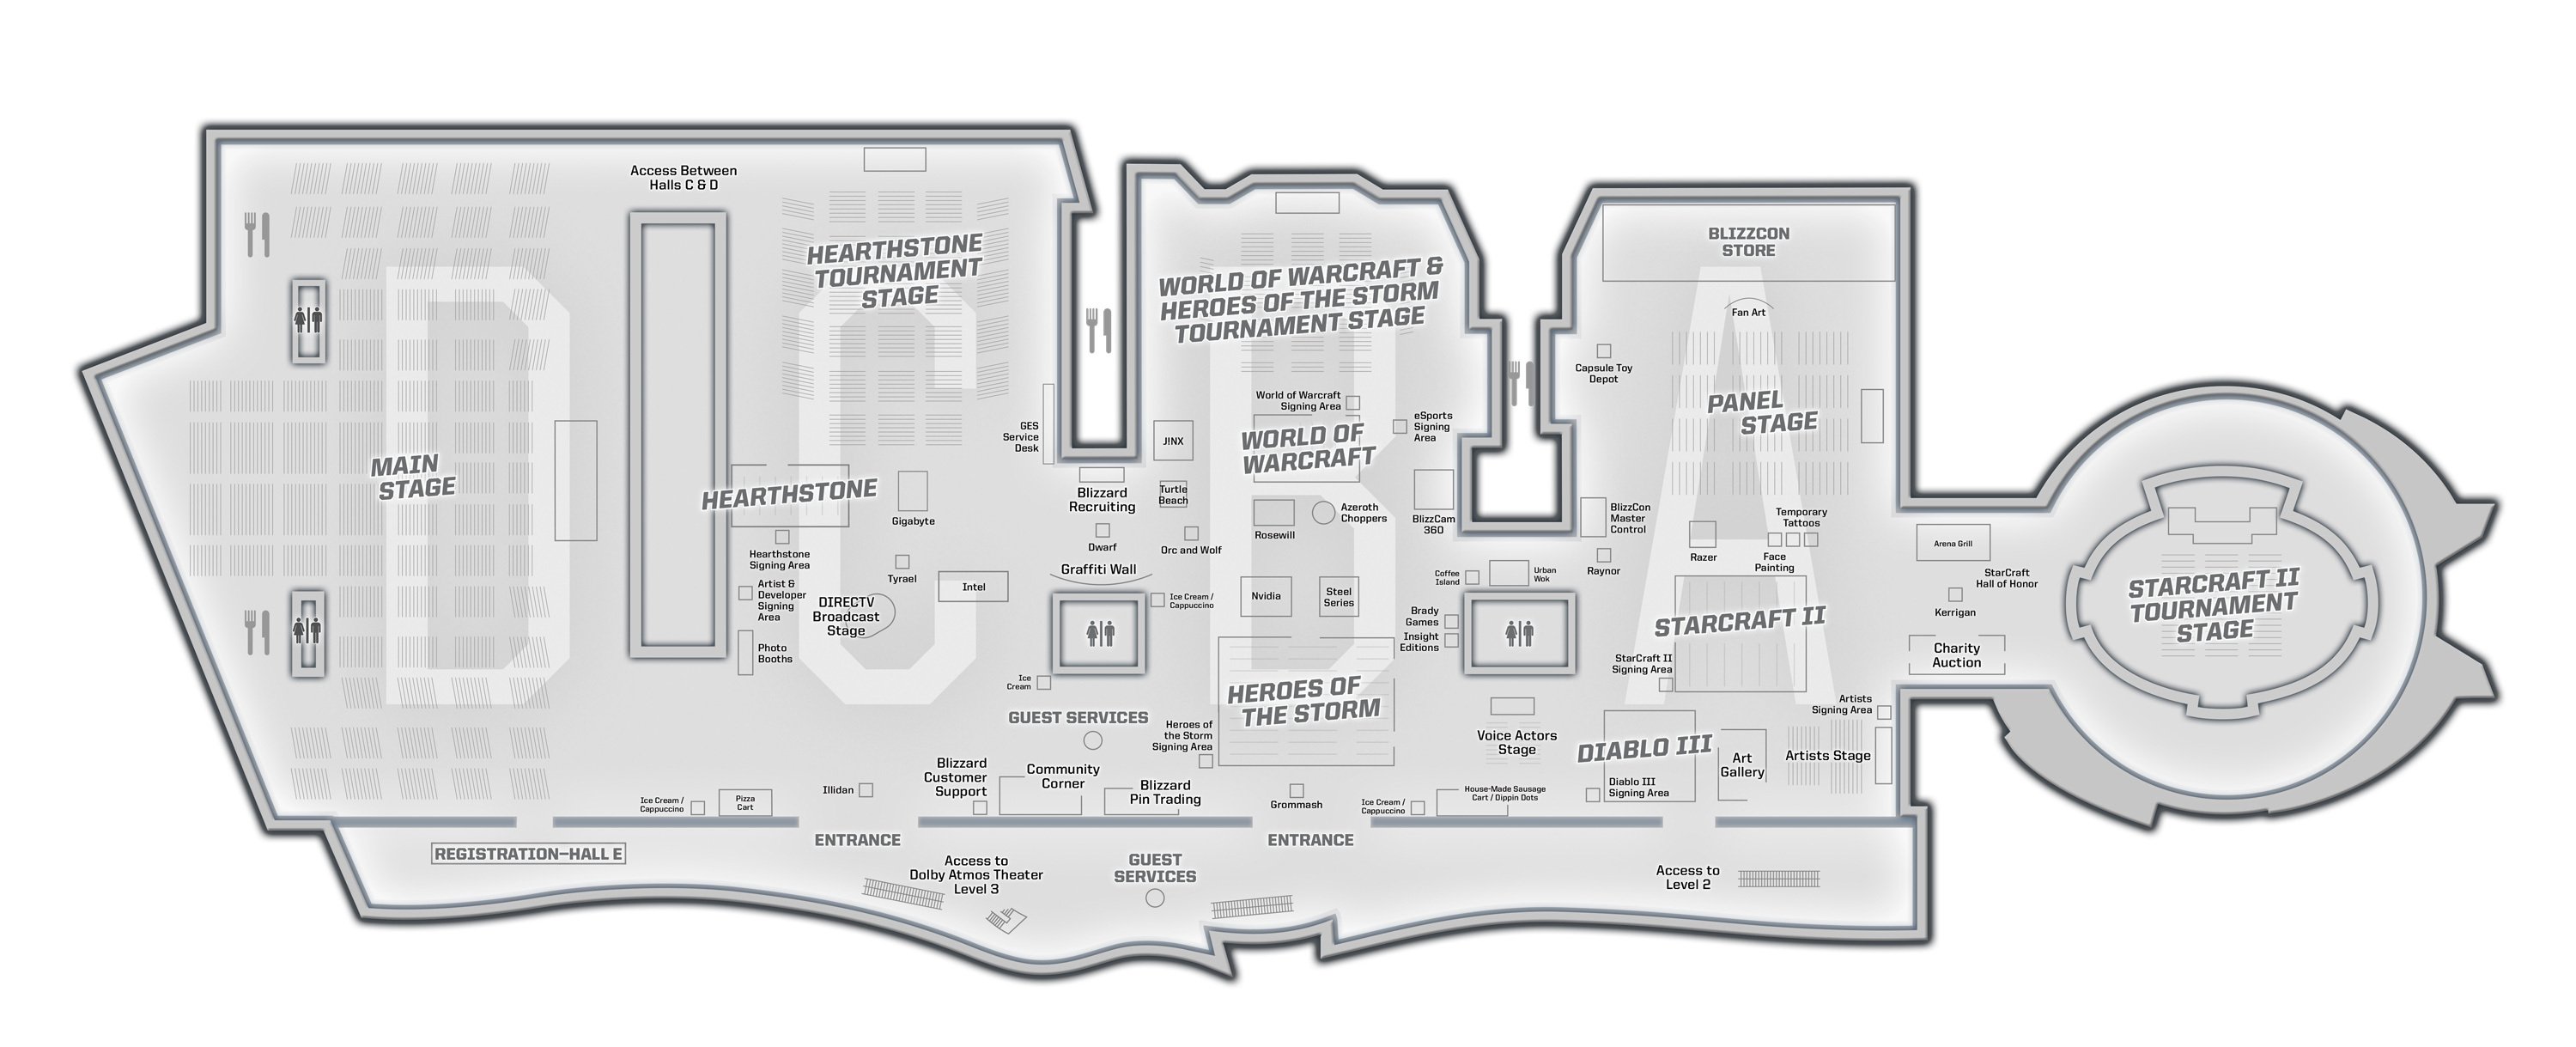 Access Between
Halls C & D
HEARTHSTONE
TOURNAMENT
STAGE
D
C
MAIN
STAGE
HEARTHSTONE
Gigabyte
Hearthstone
Signing Area
Artist &
Developer
Signing
Area
Tyrael
Intel
DIRECTV
Broadcast
Stage
Photo
Booths
Illidan
Ice Cream /
Cappuccino
Pizza
Cart
GES
Service
Desk
Blizzard
Recruiting
Dwarf
Graffiti Wall
J!NX
Turtle
Beach
Orc and Wolf
Ice Cream /
Cappuccino
Ice
Cream
GUEST SERVICES
Blizzard
Customer
Support
Community
Corner
Blizzard
Pin Trading
Heroes of
the Storm
Signing Area
WORLD OF WARCRAFT &
HEROES OF THE STORM
TOURNAMENT STAGE
B
World of Warcraft
Signing Area
WORLD OF
WARCRAFT
eSports
Signing
Area
Rosewill
Azeroth
Choppers
BlizzCam
360
Nvidia
Steel
Series
Coffee
Island
Urban
Wok
Brady
Games
Insight
Editions
HEROES OF
THE STORM
Grommash
Voice Actors
Stage
Ice Cream /
Cappuccino
House-Made Sausage
Cart / Dippin Dots
BLIZZCON
STORE
A
Fan Art
Capsule Toy
Depot
PANEL
STAGE
BlizzCon
Master
Control
Raynor
Razer
Temporary
Tattoos
Face
Painting
STARCRAFT II
StarCraft II
Signing Area
DIABLO III
Diablo III
Signing Area
Art
Gallery
Artists Stage
Artists
Signing Area
Arena Grill
StarCraft
Hall of Honor
Kerrigan
Charity
Auction
STARCRAFT II
TOURNAMENT
STAGE
REGISTRATION-HALL E
ENTRANCE
Access to
Dolby Atmos Theater
Level 3
GUEST
SERVICES
ENTRANCE
Access to
Level 2